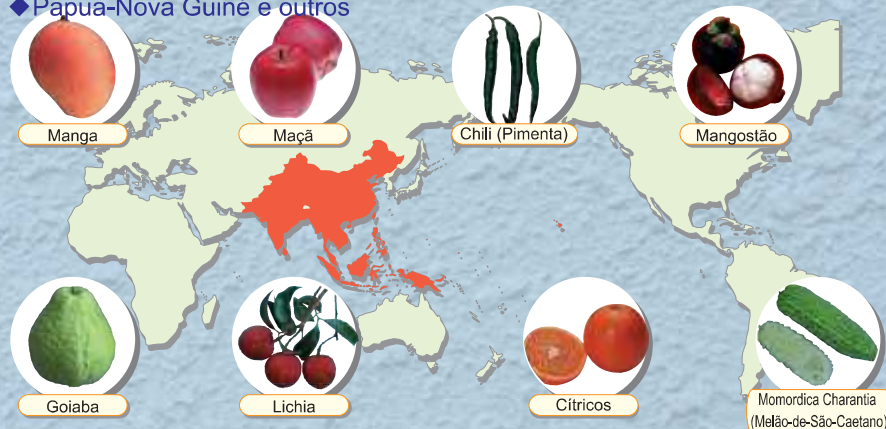 ◆Papua-Nova Guiné e outros
Manga
Maçã
Chili (Pimenta)
Mangostão
Goiaba
Lichia
Cítricos
Momordica Charantia
(Melão-de-São-Caetano)